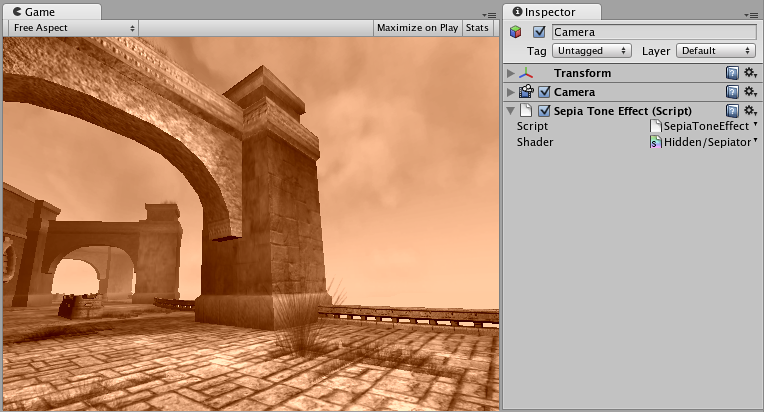 Game
Free Aspect
Maximize on Play
Stats
Inspector
Camera
Tag Untagged Layer Default
Transform
Camera
Sepia Tone Effect (Script)
Script SepiaToneEffect
Shader Hidden/Sepiator